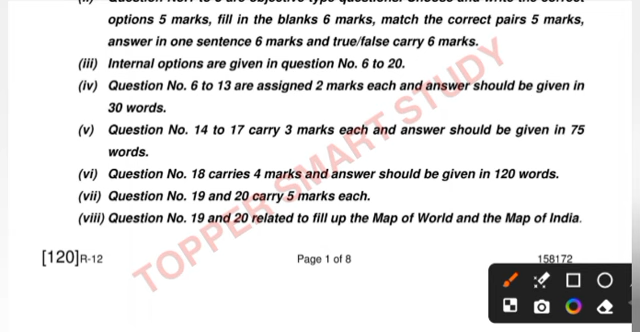 options 5 marks, fill in the blanks 6 marks, match the correct pairs 5 marks,
answer in one sentence 6 marks and true/false carry 6 marks.
(iii) Internal options are given in question No. 6 to 20.
(iv) Question No. 6 to 13 are assigned 2 marks each and answer should be given in
30 words.
(v) Question No. 14 to 17 carry 3 marks each and answer should be given in 75
words.
(vi) Question No. 18 carries 4 marks and answer should be given in 120 words.
(vii) Question No. 19 and 20 carry 5 marks each.
(viii) Question No. 19 and 20 related to fill up the Map of World and the Map of India.
TOPPER SMART STUDY
[120]R-12 Page 1 of 8 158172